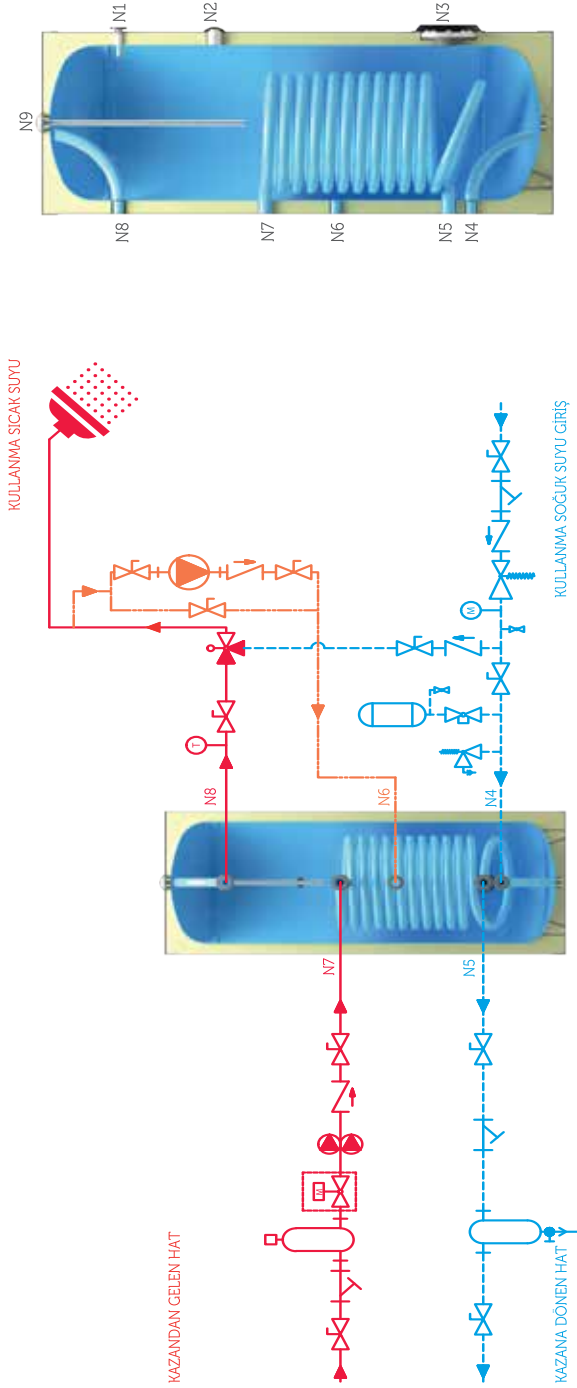 N1
N2
N3
N9
N8
N7
N6
N5
N4
KULLANMA SICAK SUYU
KULLANMA SOĞUK SUYU GİRİŞ
M
T
N8
N6
N4
N7
N5
M
KAZANDAN GELEN HAT
KAZANA DÖNEN HAT